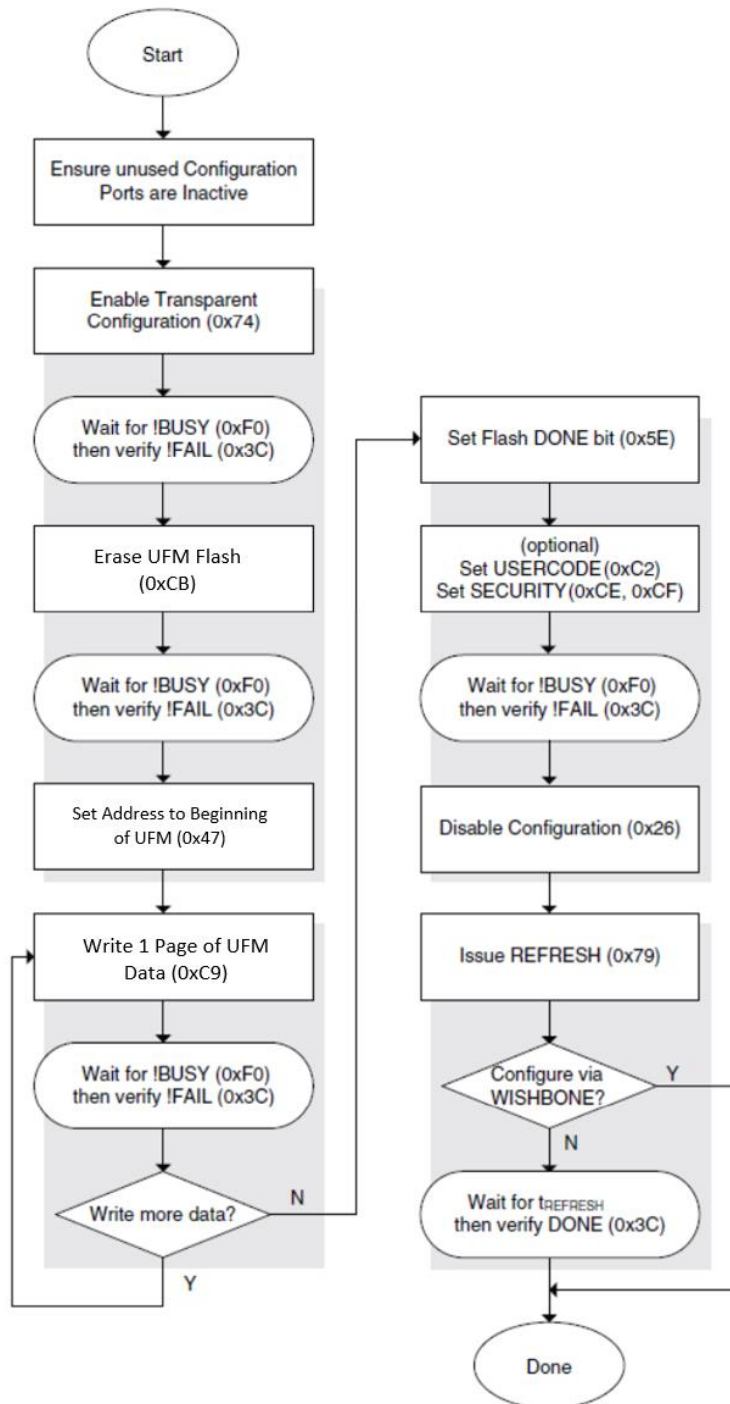 Start
Ensure unused Configuration
Ports are Inactive
Enable Transparent
Configuration (0x74)
Wait for !BUSY (0xF0)
then verify !FAIL (0x3C)
Erase UFM Flash
(0xCB)
Wait for !BUSY (0xF0)
then verify !FAIL (0x3C)
Set Address to Beginning
of UFM (0x47)
Write 1 Page of UFM
Data (0xC9)
Wait for !BUSY (0xF0)
then verify !FAIL (0x3C)
Write more data?
N
Y
Set Flash DONE bit (0x5E)
(optional)
Set USERCODE(0xC2)
Set SECURITY(0xCE, 0xCF)
Wait for !BUSY (0xF0)
then verify !FAIL (0x3C)
Disable Configuration (0x26)
Issue REFRESH (0x79)
Configure via
WISHBONE?
Y
N
Wait for tREFRESH
then verify DONE (0x3C)
Done